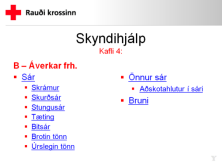 Rauði krossinn
Skyndihjálp
Kafli 4:
B – Áverkar frh.
Sár
Skrámur
Skurðsár
Stungusár
Tæting
Bitsár
Brotin tönn
Úrslegin tönn
Önnur sár
Aðskotahlutur í sári
Bruni